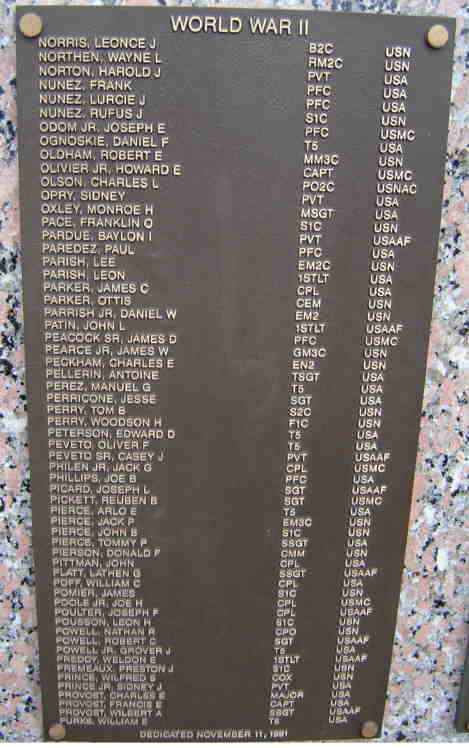 WORLD WAR II
NORRIS, LEONCE J B2C USN
NORTHEN, WAYNE L RM2C USN
NORTON, HAROLD J PVT USA
NUNEZ, FRANK PFC USA
NUNEZ, LURCIE J PFC USA
NUNEZ, RUFUS J S1C USN
ODOM JR, JOSEPH E PFC USMC
OGNOSKIE, DANIEL F T5 USA
OLDHAM, ROBERT E MM3C USN
OLIVIER JR, HOWARD E CAPT USMC
OLSON, CHARLES L PO2C USNAC
OPRY, SIDNEY PVT USA
OXLEY, MONROE H MSGT USA
PACE, FRANKLIN O S1C USN
PARDUE, BAYLON I PVT USAAF
PAREDEZ, PAUL PFC USA
PARISH, LEE EM2C USN
PARISH, LEON 1STLT USA
PARKER, JAMES C CPL USA
PARKER, OTTIS CEM USN
PARRISH JR, DANIEL W EM2 USN
PATIN, JOHN L 1STLT USAAF
PEACOCK SR, JAMES D PFC USMC
PEARCE JR, JAMES W GM3C USN
PECKHAM, CHARLES E EN2 USN
PELLERIN, ANTOINE TSGT USA
PEREZ, MANUEL G T5 USA
PERRICONE, JESSE SGT USA
PERRY, TOM B S2C USN
PERRY, WOODSON H F1C USN
PETERSON, EDWARD D T5 USA
PEVETO, OLIVER F T5 USA
PEVETO SR, CASEY J PVT USAAF
PHILEN JR, JACK G CPL USMC
PHILLIPS, JOE B PFC USA
PICARD, JOSEPH L SGT USAAF
PICKETT, REUBEN B SGT USMC
PIERCE, ARLO E T5 USA
PIERCE, JACK P EM3C USN
PIERCE, JOHN B S1C USN
PIERCE, TOMMY P SSGT USA
PIERSON, DONALD F CMM USN
PITTMAN, JOHN CPL USA
PLATT, LATHEN G SSGT USAAF
POFF, WILLIAM C CPL USA
POMIER, JAMES S1C USN
POOLE JR, JOE H CPL USMC
POULTER, JOSEPH F CPL USAAF
POUSSON, LEON H S1C USN
POWELL, NATHAN R CPO USN
POWELL, ROBERT C SGT USAAF
POWELL JR, GROVER J T5 USA
PREDDY, WELDON E 1STLT USAAF
PREMEAUX, PRESTON J S1C USN
PRINCE, WILFRED S COX USN
PRINCE JR, SIDNEY J PVT USA
PROVOST, CHARLES E MAJOR USA
PROVOST, FRANCIS E CAPT USA
PROVOST, WILBERT A SSGT USAAF
PURKS, WILLIAM E T5 USA
DEDICATED NOVEMBER 11, 1991